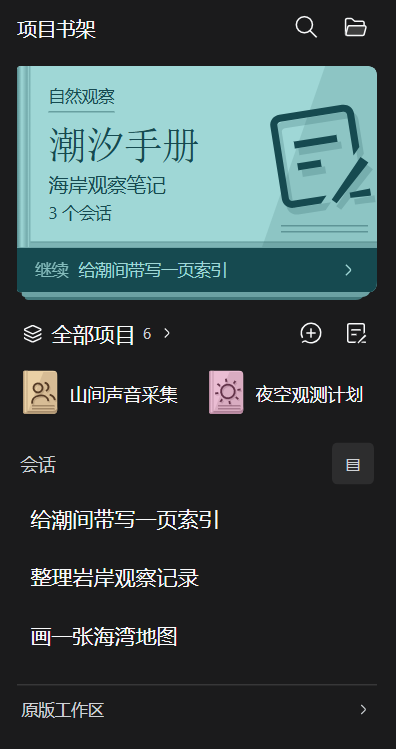 项目书架
自然观察
潮汐手册
海岸观察笔记
3 个会话
继续 给潮间带写一页索引
全部项目 6
山间声音采集 夜空观测计划
会话
给潮间带写一页索引
整理岩岸观察记录
画一张海湾地图
原版工作区